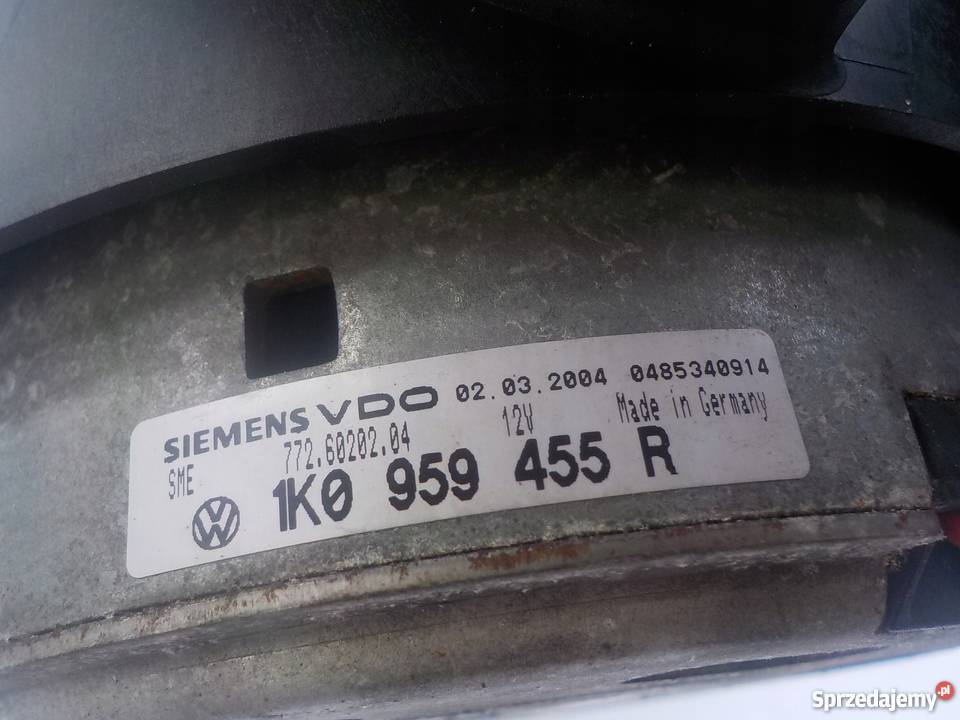 SIEMENS VDO 02.03.2004 0485340914
SME 772.60202.04 12V Made in Germany
1K0 959 455 R
Sprzedajemy.pl